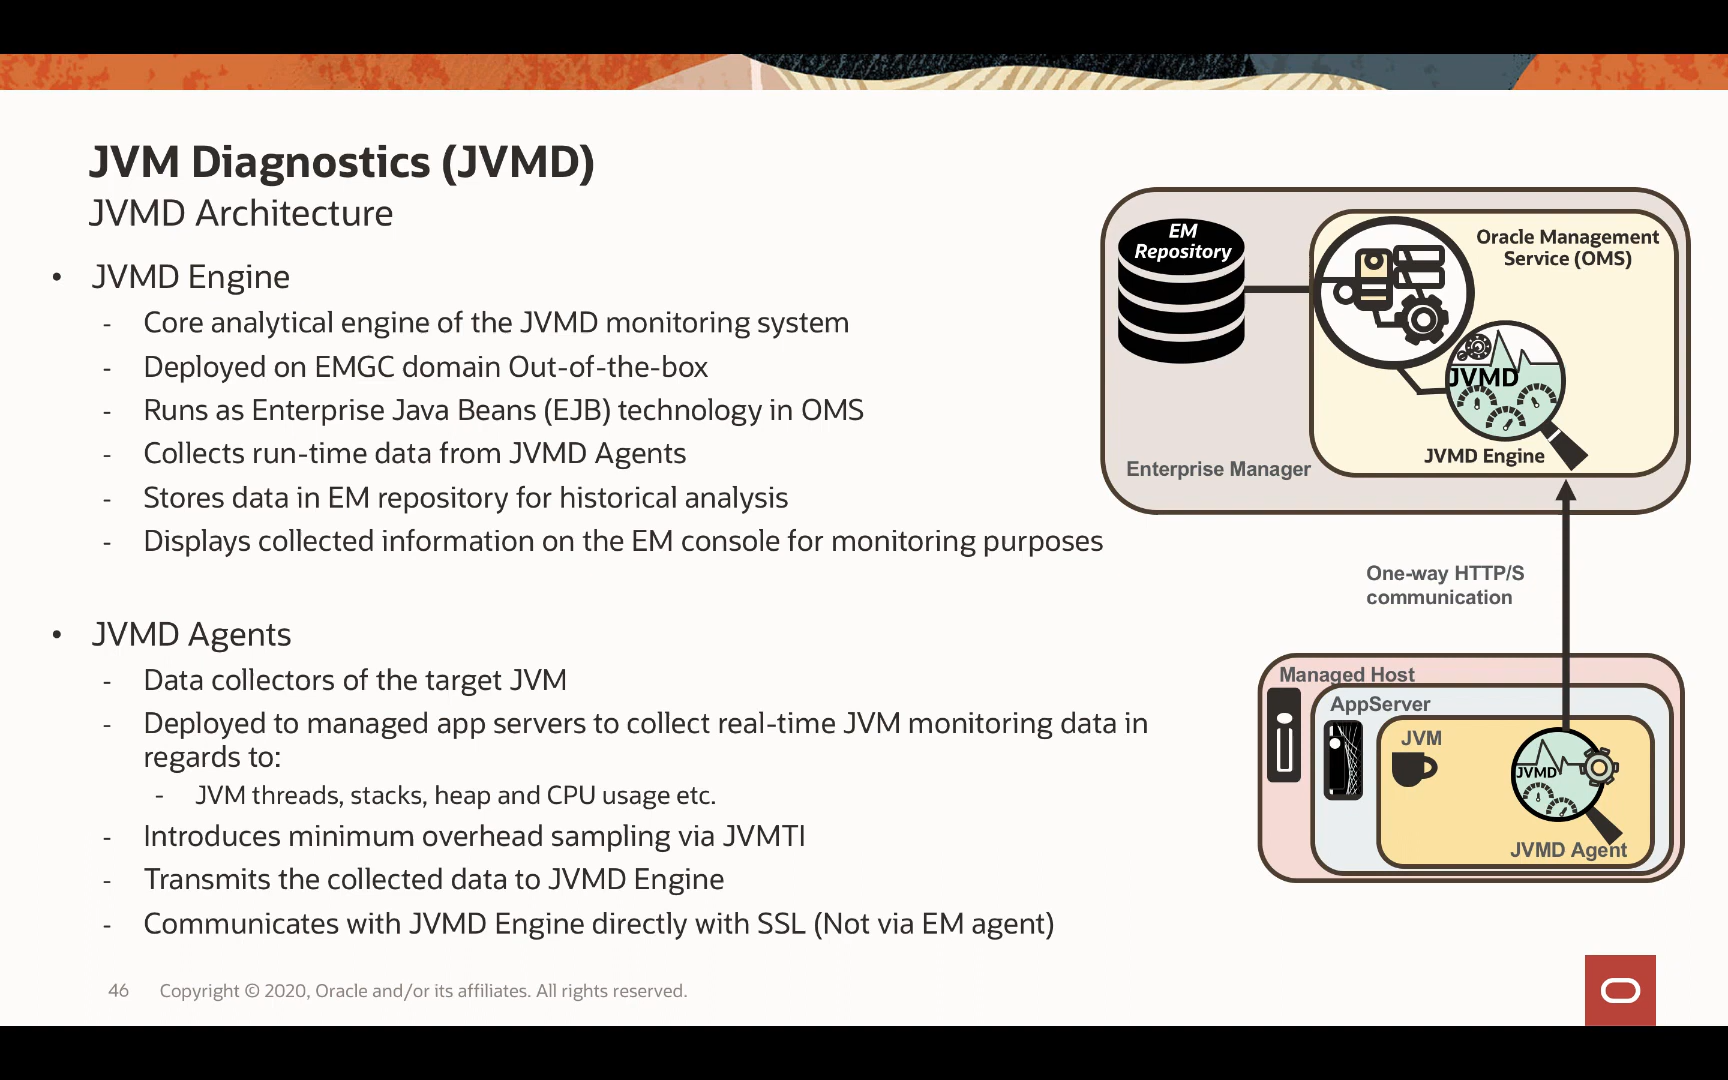 JVM Diagnostics (JVMD)
JVMD Architecture
• JVMD Engine
- Core analytical engine of the JVMD monitoring system
- Deployed on EMGC domain Out-of-the-box
- Runs as Enterprise Java Beans (EJB) technology in OMS
- Collects run-time data from JVMD Agents
- Stores data in EM repository for historical analysis
- Displays collected information on the EM console for monitoring purposes
• JVMD Agents
- Data collectors of the target JVM
- Deployed to managed app servers to collect real-time JVM monitoring data in
regards to:
- JVM threads, stacks, heap and CPU usage etc.
- Introduces minimum overhead sampling via JVMTI
- Transmits the collected data to JVMD Engine
- Communicates with JVMD Engine directly with SSL (Not via EM agent)
EM
Repository
Oracle Management
Service (OMS)
JVMD
JVMD Engine
Enterprise Manager
One-way HTTP/S
communication
Managed Host
AppServer
JVM
JVMD
JVMD Agent
46 Copyright © 2020, Oracle and/or its affiliates. All rights reserved.